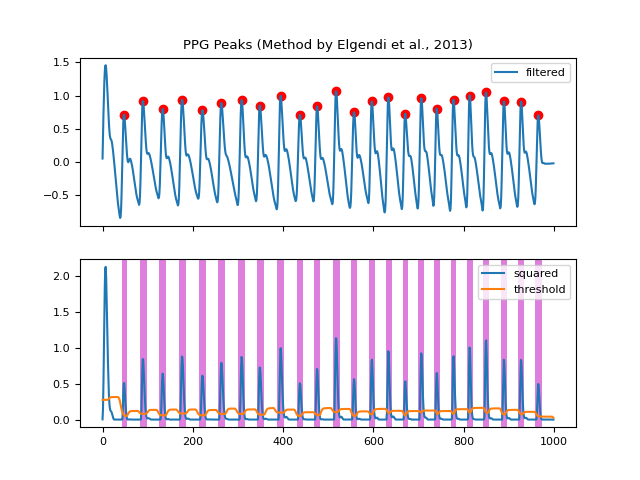 PPG Peaks (Method by Elgendi et al., 2013)
1.5
1.0
0.5
0.0
−0.5
filtered
2.0
1.5
1.0
0.5
0.0
squared
threshold
0 200 400 600 800 1000